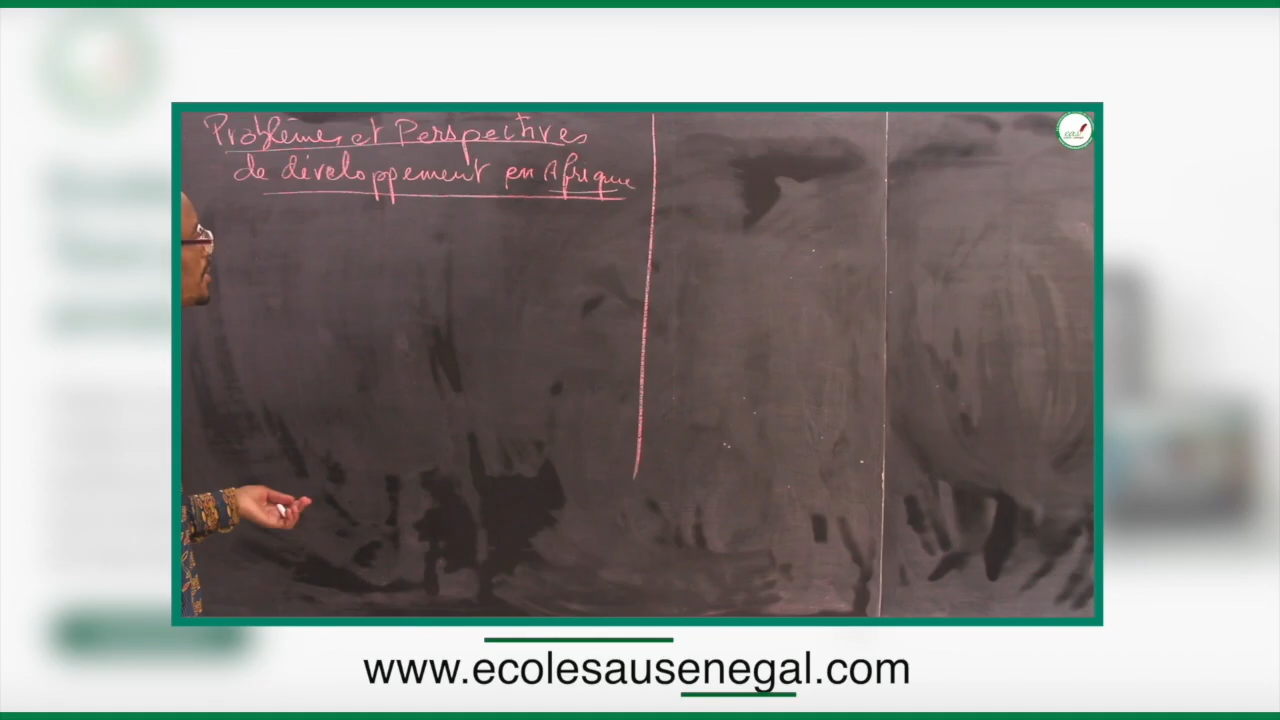 Problèmes et Perspectives
de développement en Afrique
www.ecolesausenegal.com